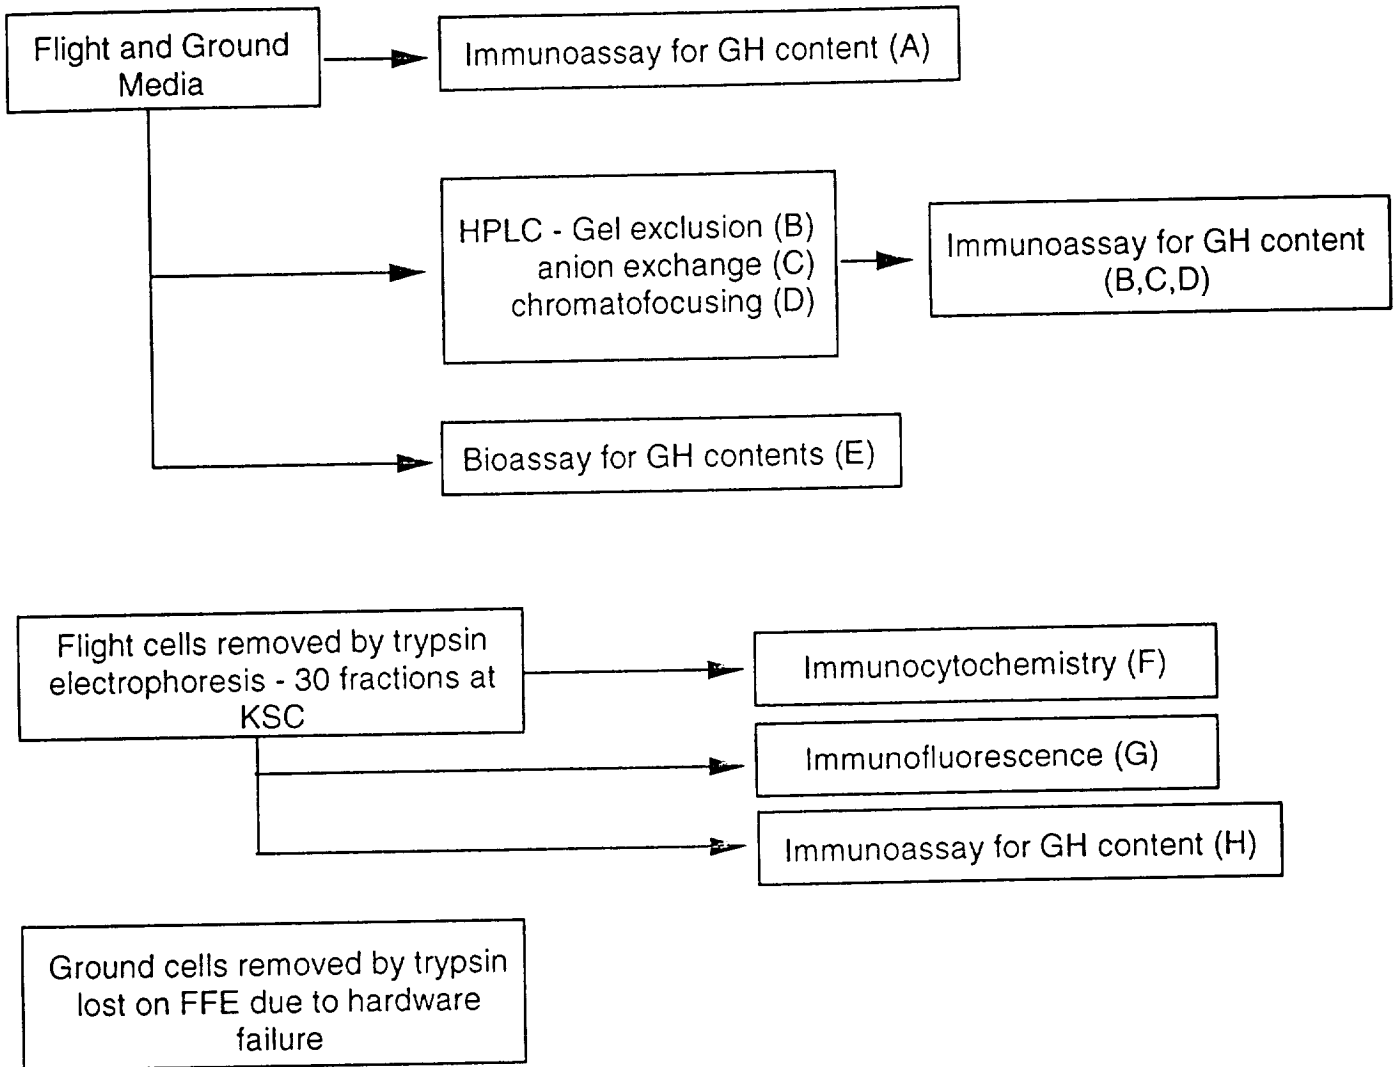 Flight and Ground
Media
Immunoassay for GH content (A)
HPLC - Gel exclusion (B)
anion exchange (C)
chromatofocusing (D)
Immunoassay for GH content
(B,C,D)
Bioassay for GH contents (E)
Flight cells removed by trypsin
electrophoresis - 30 fractions at
KSC
Immunocytochemistry (F)
Immunofluorescence (G)
Immunoassay for GH content (H)
Ground cells removed by trypsin
lost on FFE due to hardware
failure